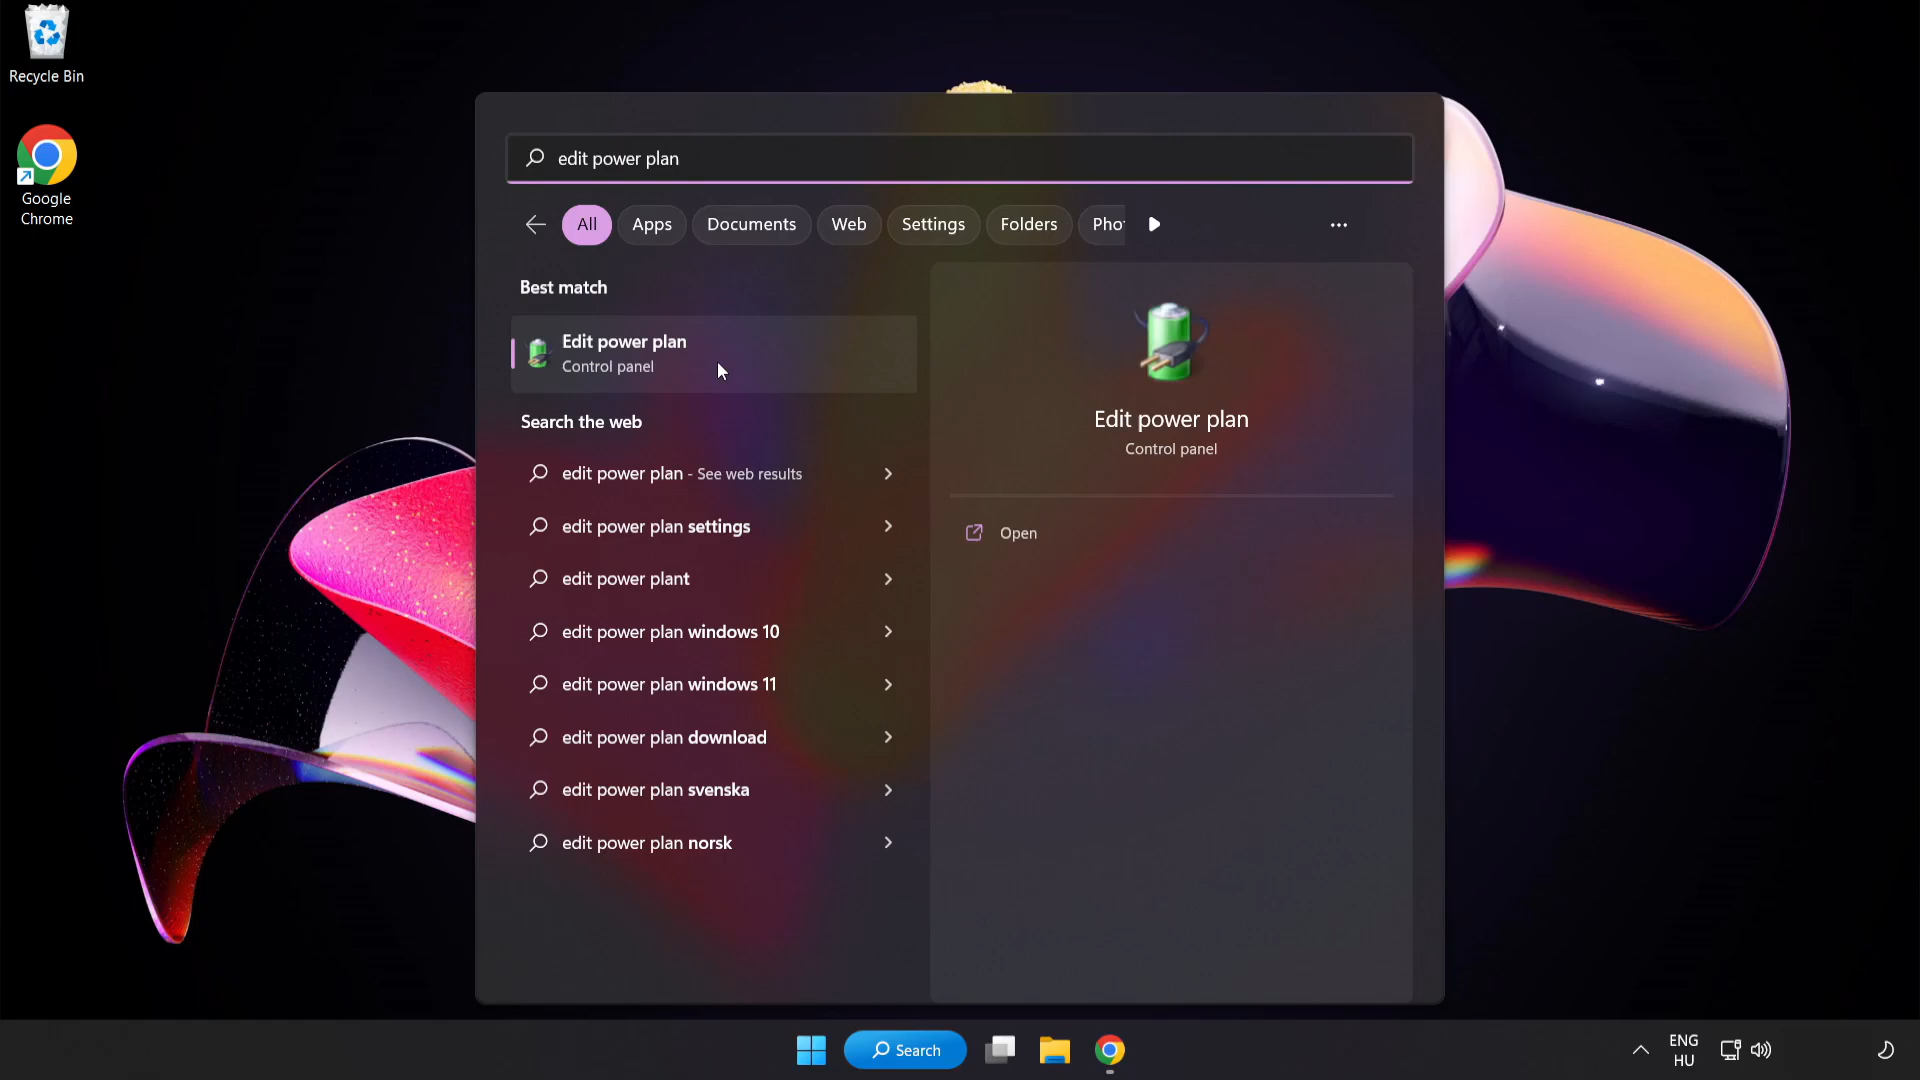 Recycle Bin
Google
Chrome
edit power plan
All
Apps
Documents
Web
Settings
Folders
Phot
Best match
Edit power plan
Control panel
Search the web
edit power plan - See web results
edit power plan settings
edit power plant
edit power plan windows 10
edit power plan windows 11
edit power plan download
edit power plan svenska
edit power plan norsk
Edit power plan
Control panel
Open
Search
ENG
HU